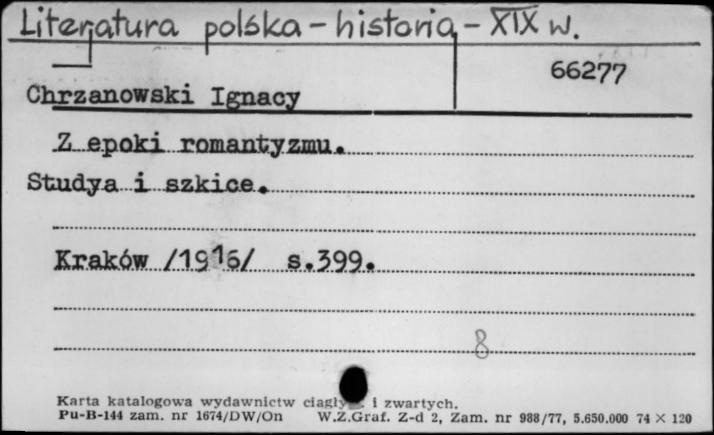 Literatura polska - historia - XIX w.
66277
Chrzanowski Ignacy
Z epoki romantyzmu.
Studya i szkice.
Kraków /1916/ s.399.
8
Karta katalogowa wydawnictw i zwartych.
Pu-B-144 zam. nr 1674/DW/On W.Z.Graf. Z-d 2, Zam. nr 988/77, 5.650.000 74 × 120